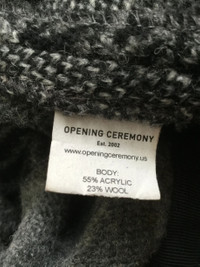 OPENING CEREMONY
Est. 2002
www.openingceremony.us
BODY:
55% ACRYLIC
23% WOOL